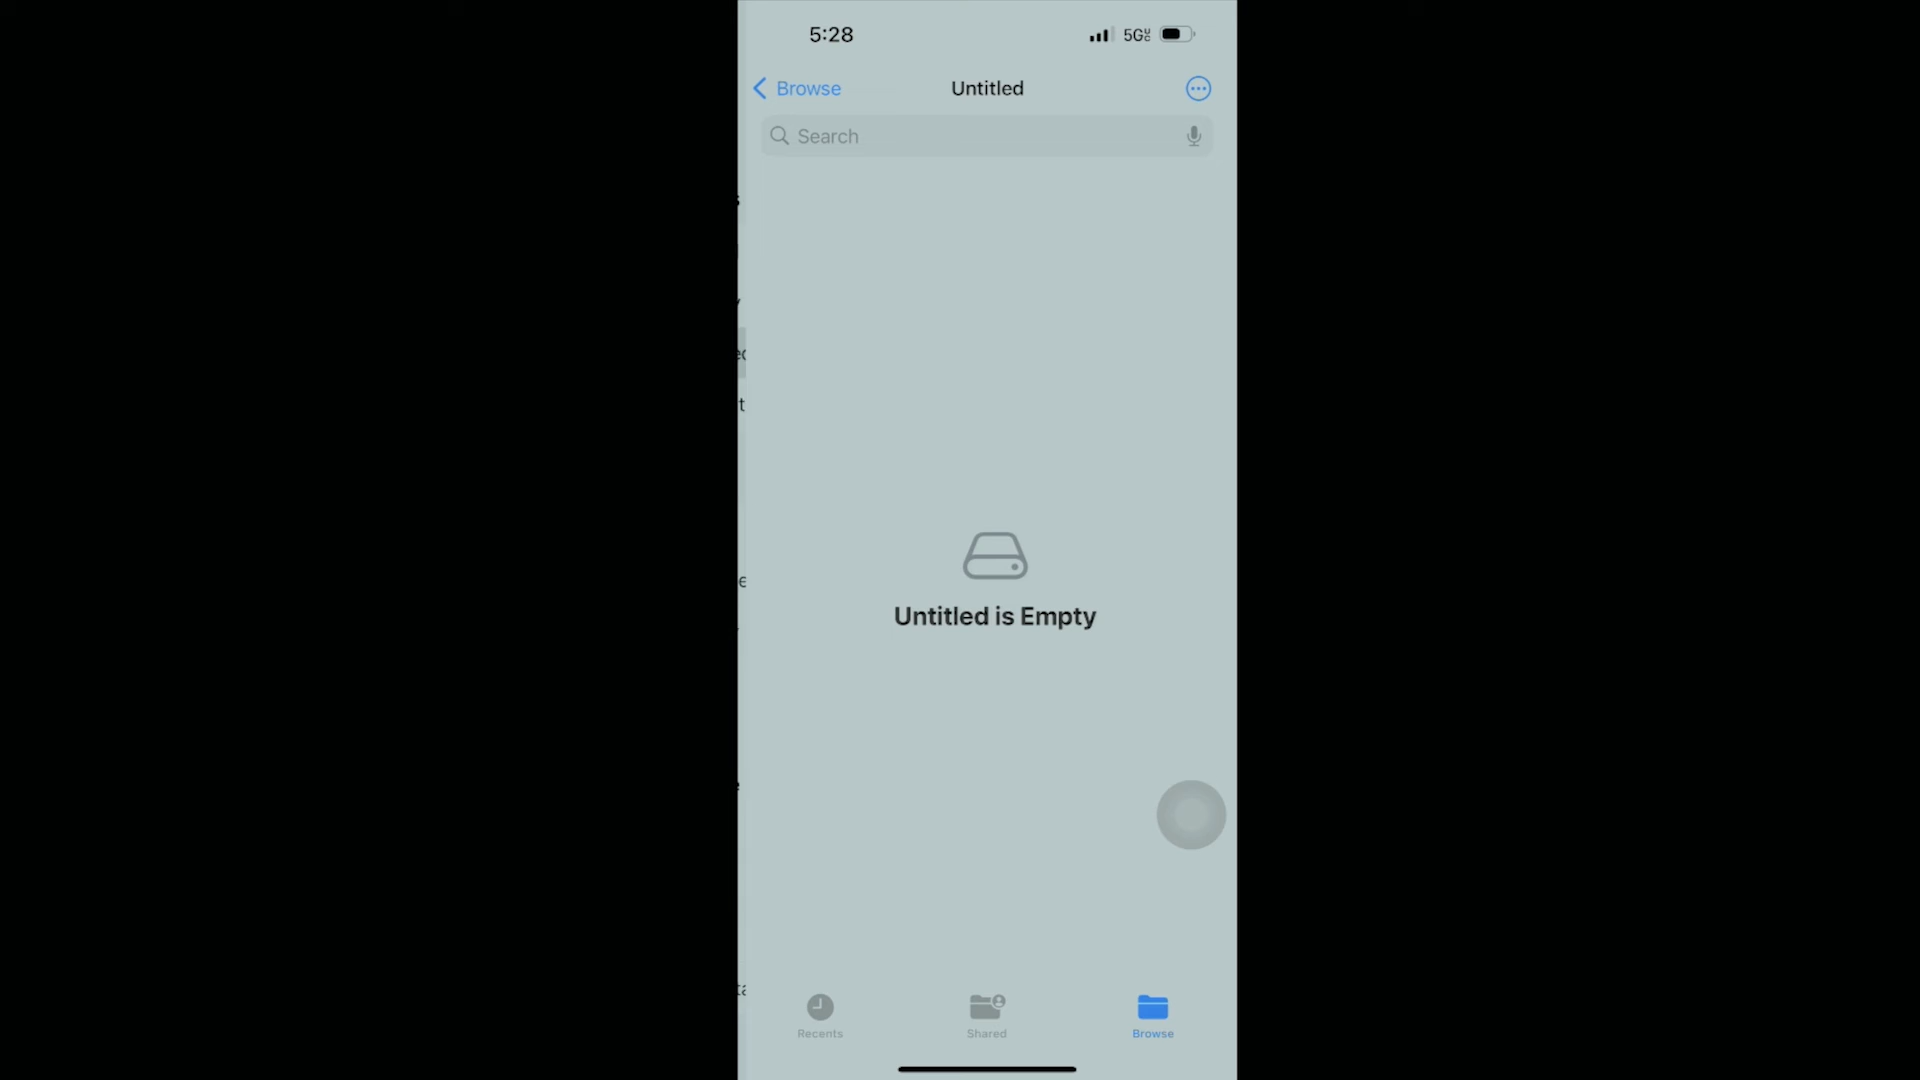 5:28
5G
Browse
Untitled
Search
Untitled is Empty
Recents
Shared
Browse